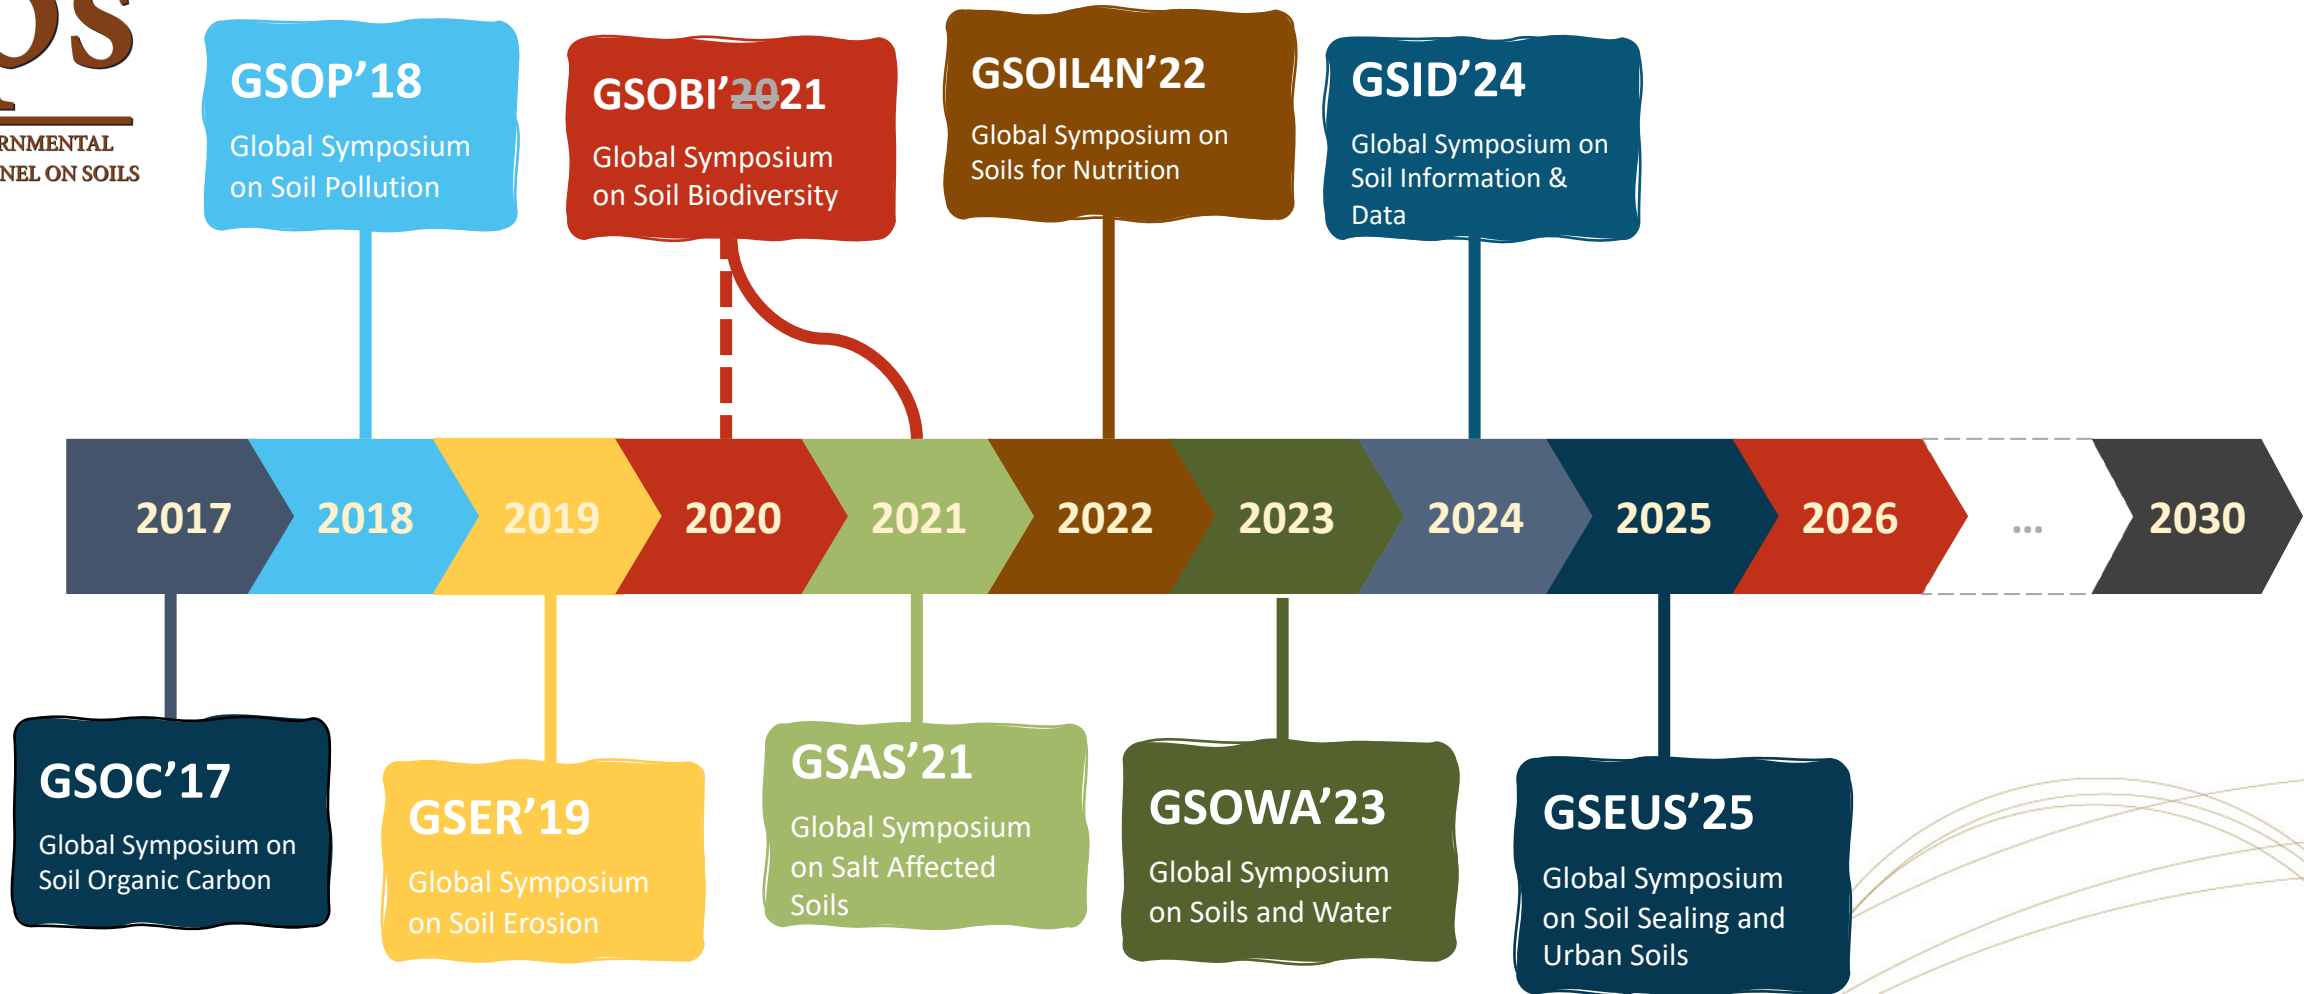 GSOP’18
Global Symposium
on Soil Pollution
GSOBI’2021
Global Symposium
on Soil Biodiversity
GSOIL4N’22
Global Symposium on
Soils for Nutrition
GSID’24
Global Symposium on
Soil Information &
Data
RNMENTAL
NEL ON SOILS
2017
2018
2019
2020
2021
2022
2023
2024
2025
2026
...
2030
GSOC’17
Global Symposium on
Soil Organic Carbon
GSER’19
Global Symposium
on Soil Erosion
GSAS’21
Global Symposium
on Salt Affected
Soils
GSOWA’23
Global Symposium
on Soils and Water
GSEUS’25
Global Symposium
on Soil Sealing and
Urban Soils